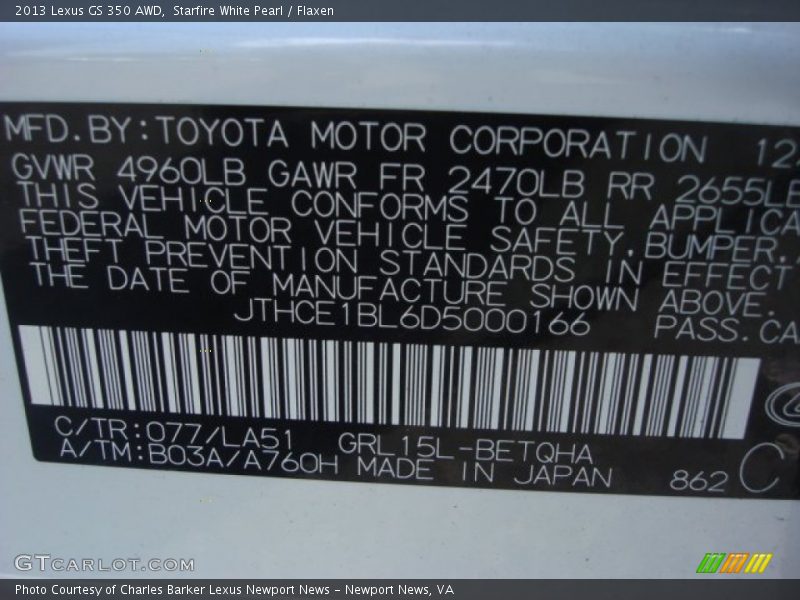 2013 Lexus GS 350 AWD, Starfire White Pearl / Flaxen
MFD.BY:TOYOTA MOTOR CORPORATION 12
GVWR 4960LB GAWR FR 2470LB RR 2655LB
THIS VEHICLE CONFORMS TO ALL APPLICA
FEDERAL MOTOR VEHICLE SAFETY,BUMPER,
THEFT PREVENTION STANDARDS IN EFFECT
THE DATE OF MANUFACTURE SHOWN ABOVE.
JTHCE1BL6D5000166 PASS.CA
C/TR:077/LA51 GRL15L-BETQHA
A/TM:B03A/A760H MADE IN JAPAN 862 C
GTCARLOT.COM
Photo Courtesy of Charles Barker Lexus Newport News - Newport News, VA